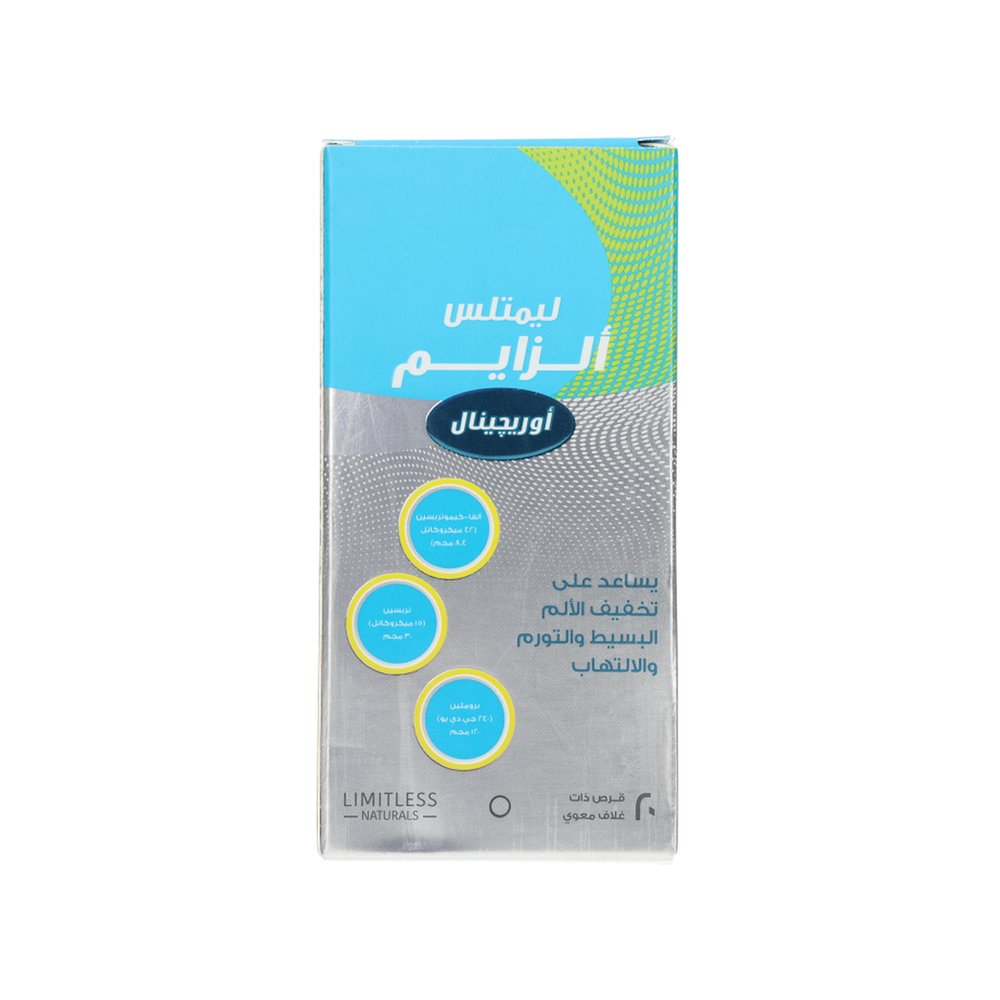 ليمتلس
ألزايم
أوريچينال
ألفا-كيموتربسين
(٤٢ ميكروكاتل
٨.٤ مجم)
تربسين
(١٥ ميكروكاتل)
٣٠ مجم
بروملين
(٢٤٠ جي دي يو)
١٢٠ مجم
يساعد على
تخفيف الألم
البسيط والتورم
والالتهاب
LIMITLESS
NATURALS
٢٠ قرص ذات
غلاف معوي